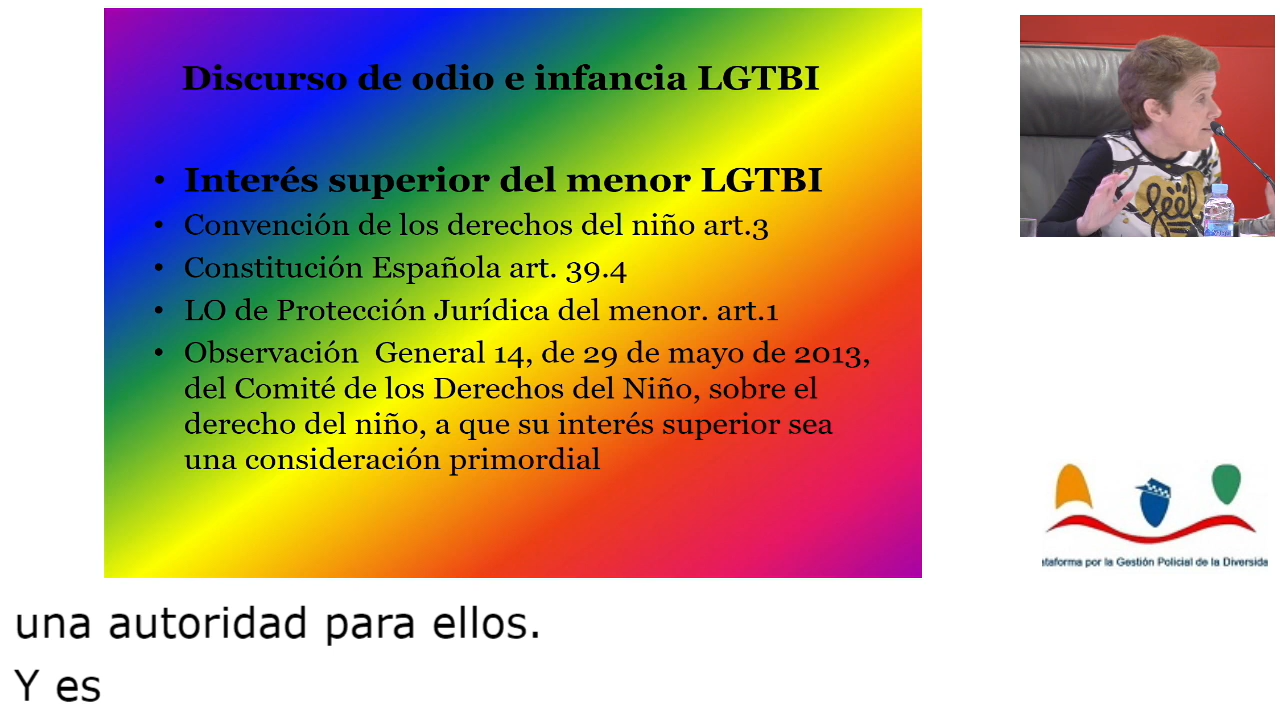 Discurso de odio e infancia LGTBI
• Interés superior del menor LGTBI
• Convención de los derechos del niño art.3
• Constitución Española art. 39.4
• LO de Protección Jurídica del menor. art.1
• Observación General 14, de 29 de mayo de 2013,
del Comité de los Derechos del Niño, sobre el
derecho del niño, a que su interés superior sea
una consideración primordial
por la Gestión Policial de la
una autoridad para ellos.
Y es